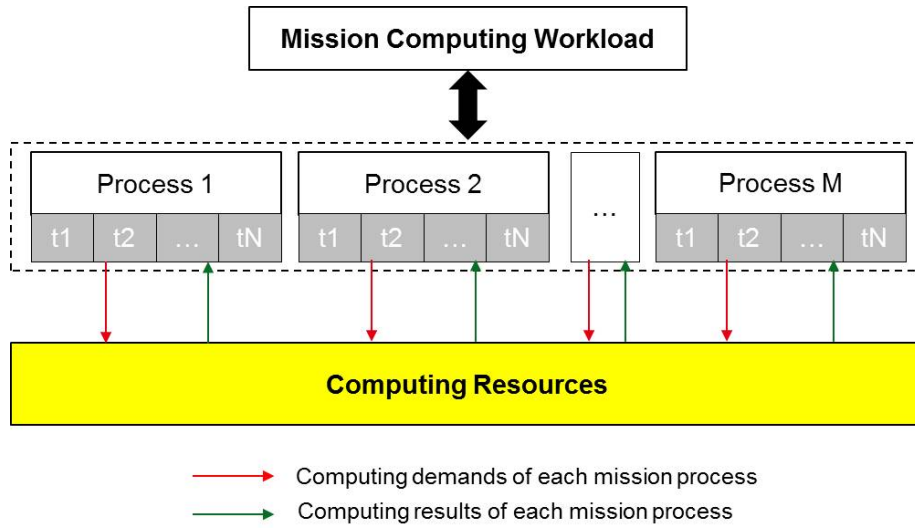 Mission Computing Workload
Process 1 Process 2 ... Process M
t1 t2 ... tN t1 t2 ... tN t1 t2 ... tN
Computing Resources
Computing demands of each mission process
Computing results of each mission process